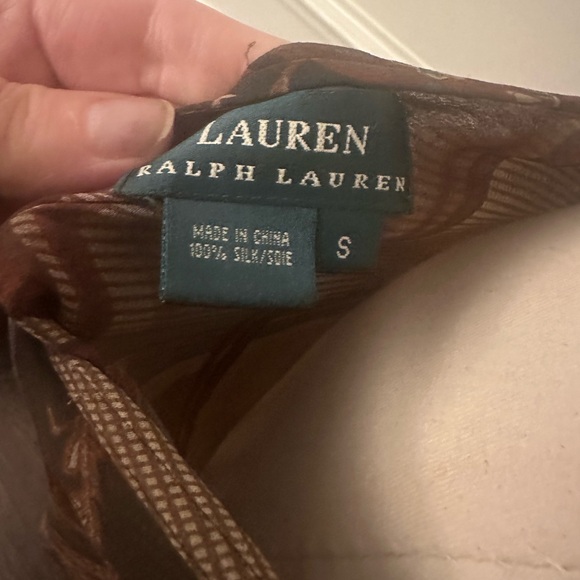 LAUREN
RALPH LAUREN
MADE IN CHINA
100% SILK/SOIE
S